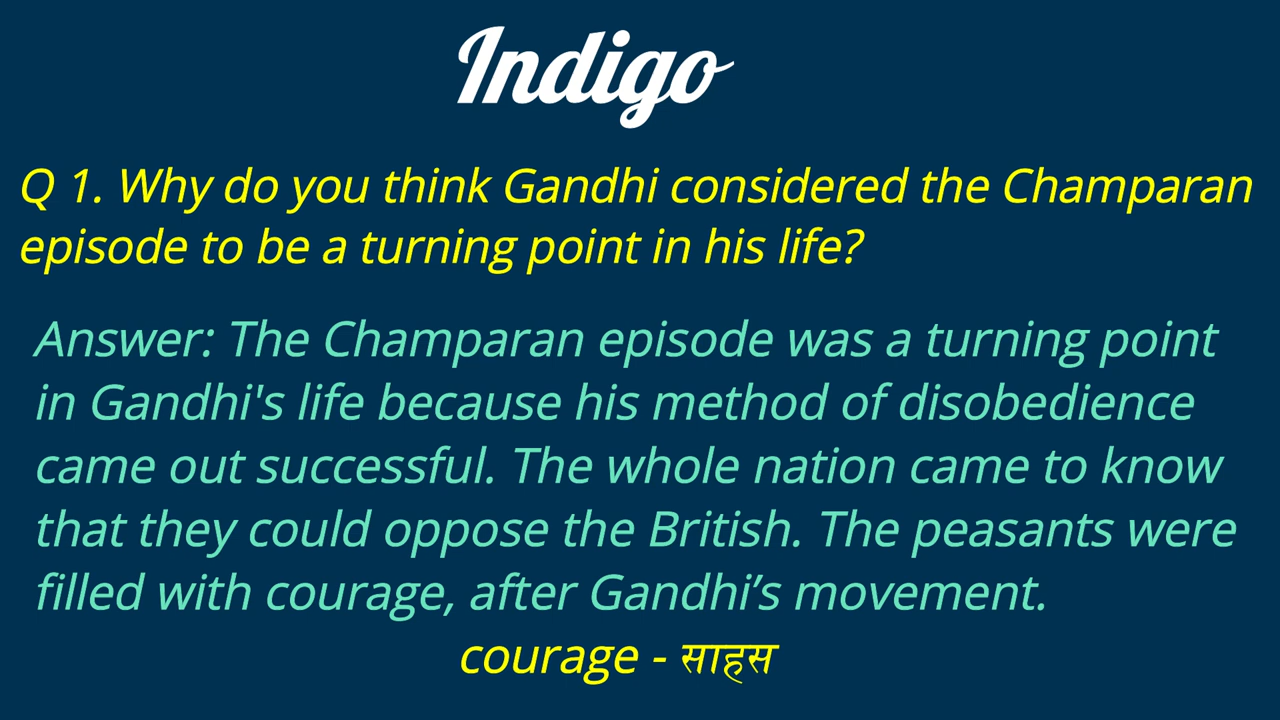 Indigo
Q 1. Why do you think Gandhi considered the Champaran
episode to be a turning point in his life?
Answer: The Champaran episode was a turning point
in Gandhi's life because his method of disobedience
came out successful. The whole nation came to know
that they could oppose the British. The peasants were
filled with courage, after Gandhi’s movement.
courage - साहस